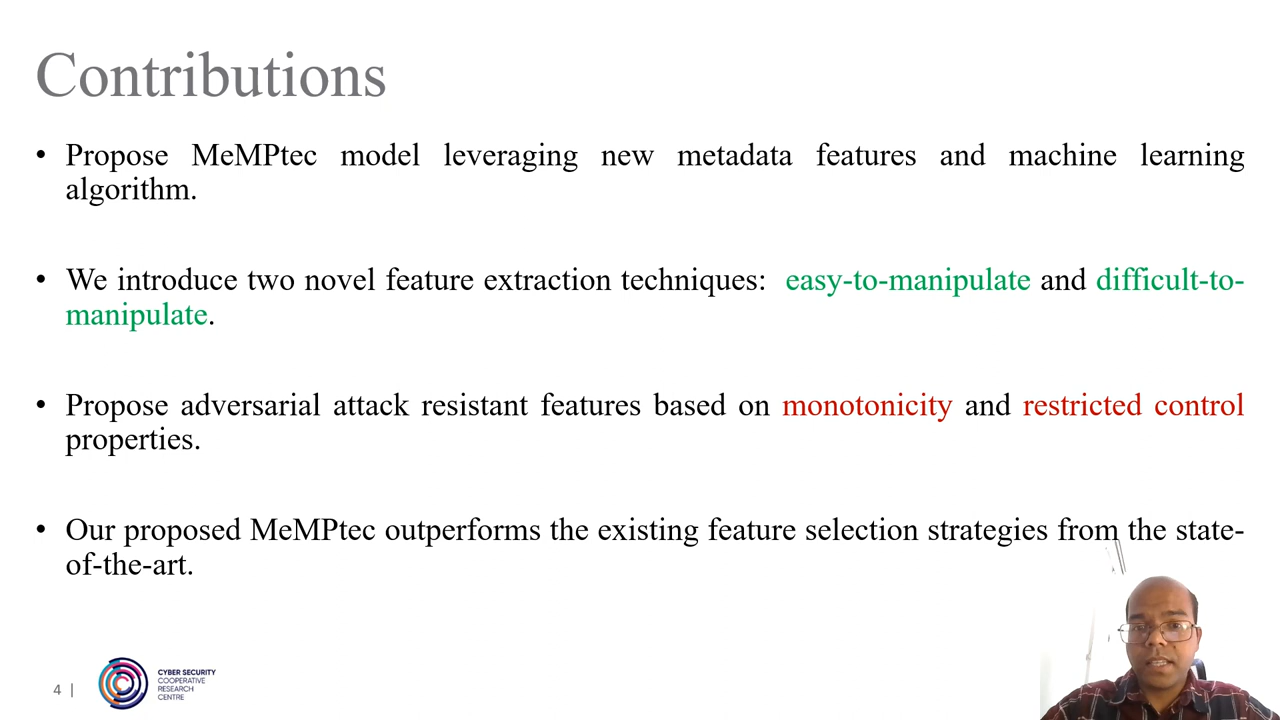 Contributions
• Propose MeMPtec model leveraging new metadata features and machine learning
algorithm.
• We introduce two novel feature extraction techniques: easy-to-manipulate and difficult-to-
manipulate.
• Propose adversarial attack resistant features based on monotonicity and restricted control
properties.
• Our proposed MeMPtec outperforms the existing feature selection strategies from the state-
of-the-art.
4 |
CYBER SECURITY
COOPERATIVE
RESEARCH
CENTRE